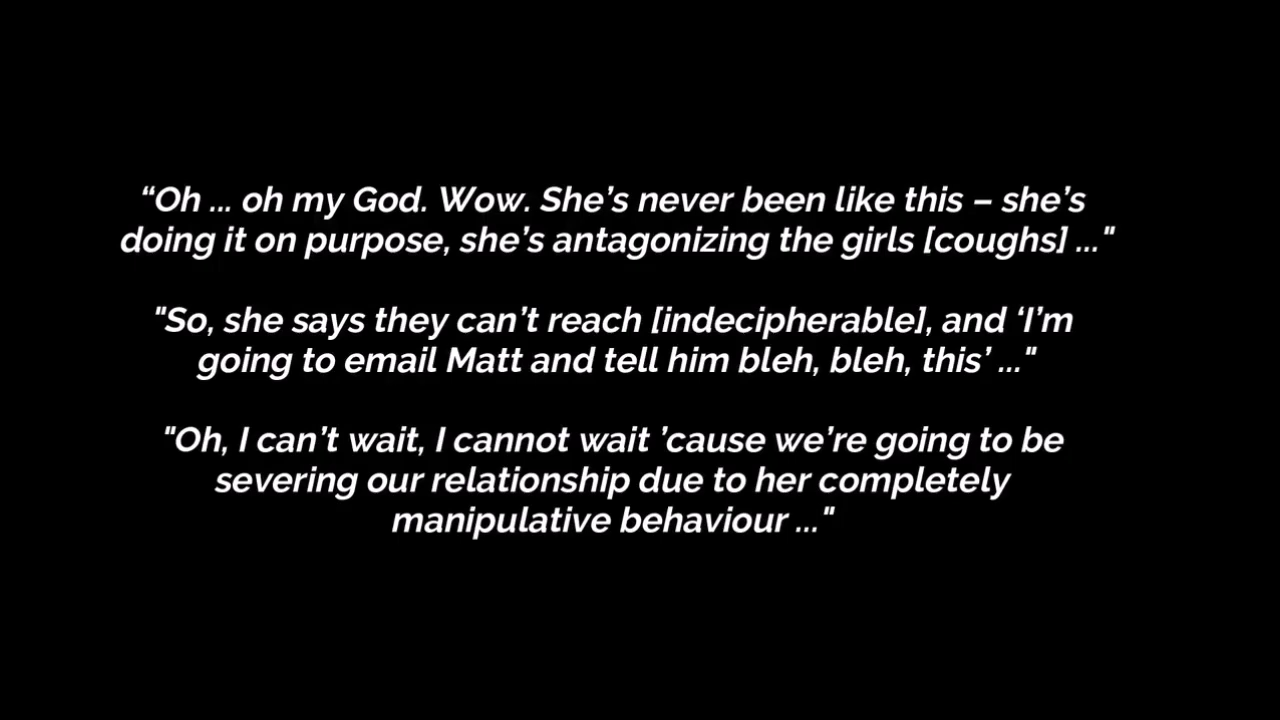 “Oh ... oh my God. Wow. She’s never been like this – she’s
doing it on purpose, she’s antagonizing the girls [coughs] ..."
"So, she says they can’t reach [indecipherable], and ‘I’m
going to email Matt and tell him bleh, bleh, this’ ..."
"Oh, I can’t wait, I cannot wait ’cause we’re going to be
severing our relationship due to her completely
manipulative behaviour ..."